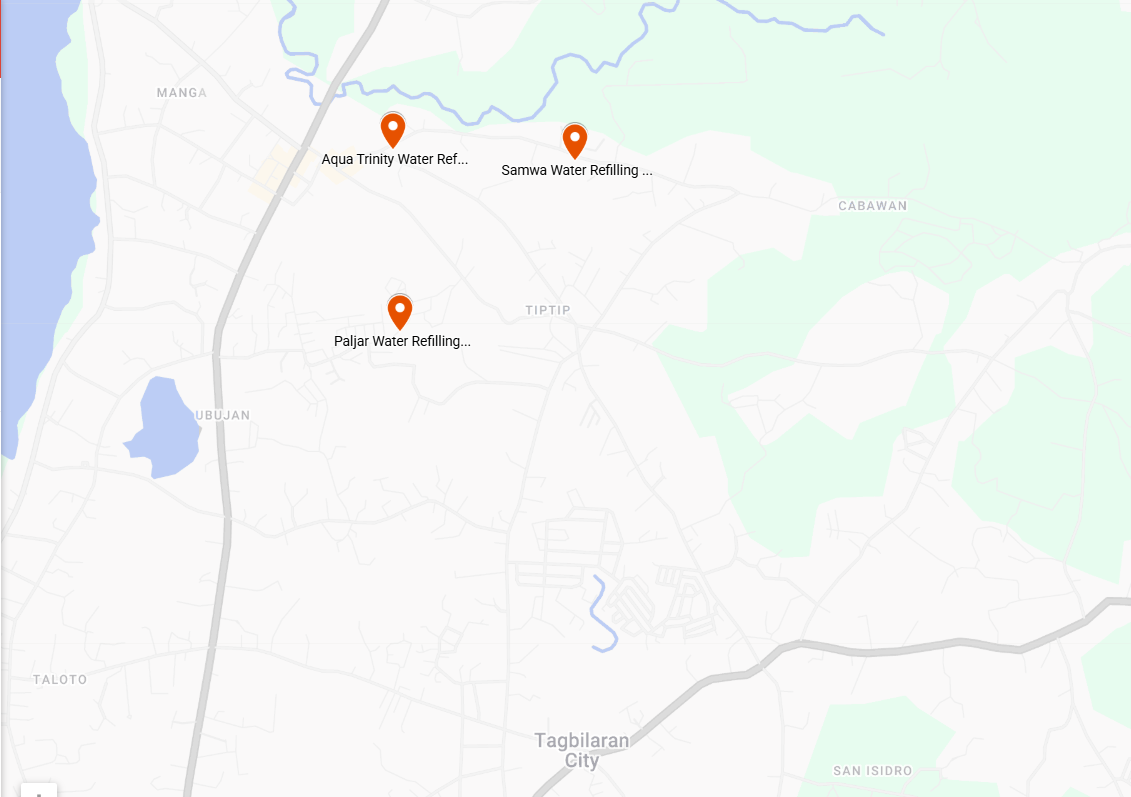 MANGA
Aqua Trinity Water Ref...
Samwa Water Refilling ...
CABAWAN
TIPTIP
Paljar Water Refilling...
UBUJAN
TALOTO
Tagbilaran
City
SAN ISIDRO